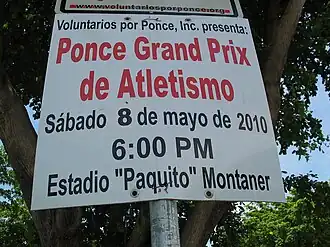 www.voluntariosporponce.org
Voluntarios por Ponce, Inc. presenta:
Ponce Grand Prix
de Atletismo
Sábado 8 de mayo de 2010
6:00 PM
Estadio "Paquito" Montaner